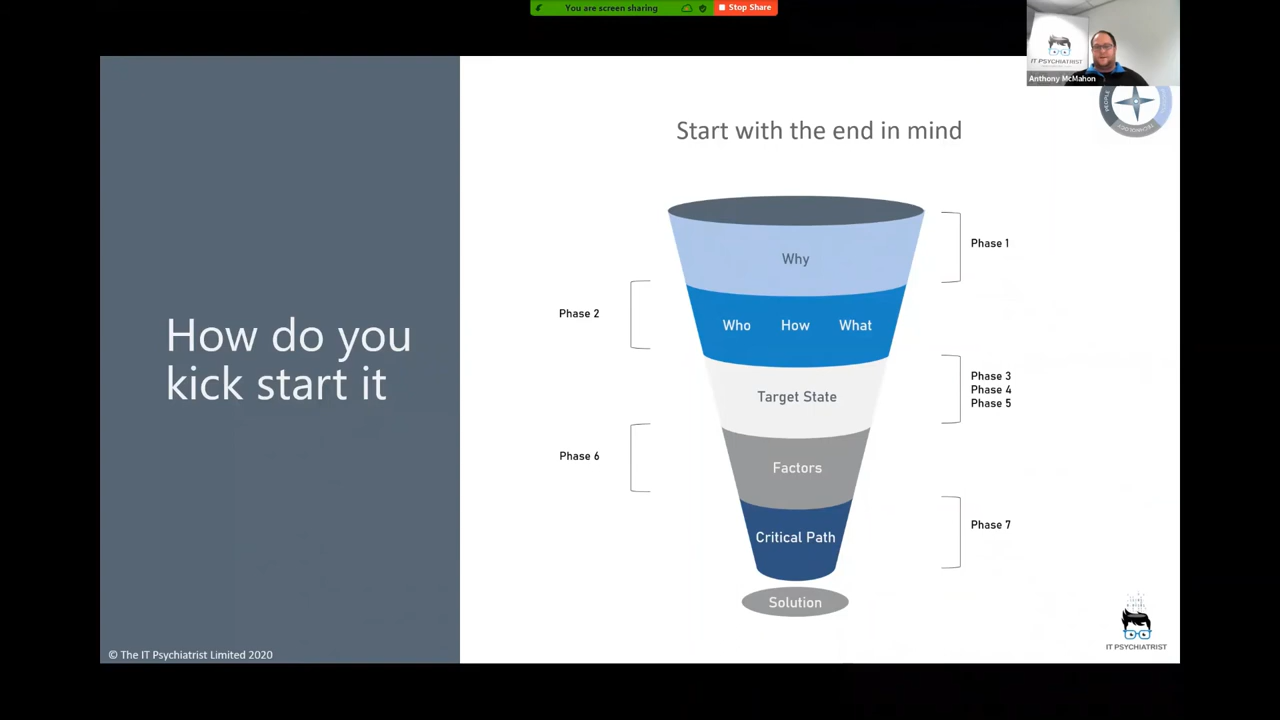 You are screen sharing
Stop Share
IT PSYCHIATRIST
Anthony McMahon
PEOPLE
TECHNOLOGY
Start with the end in mind
How do you
kick start it
Why
Phase 1
Phase 2
Who How What
Target State
Phase 3
Phase 4
Phase 5
Phase 6
Factors
Critical Path
Phase 7
Solution
IT PSYCHIATRIST
© The IT Psychiatrist Limited 2020